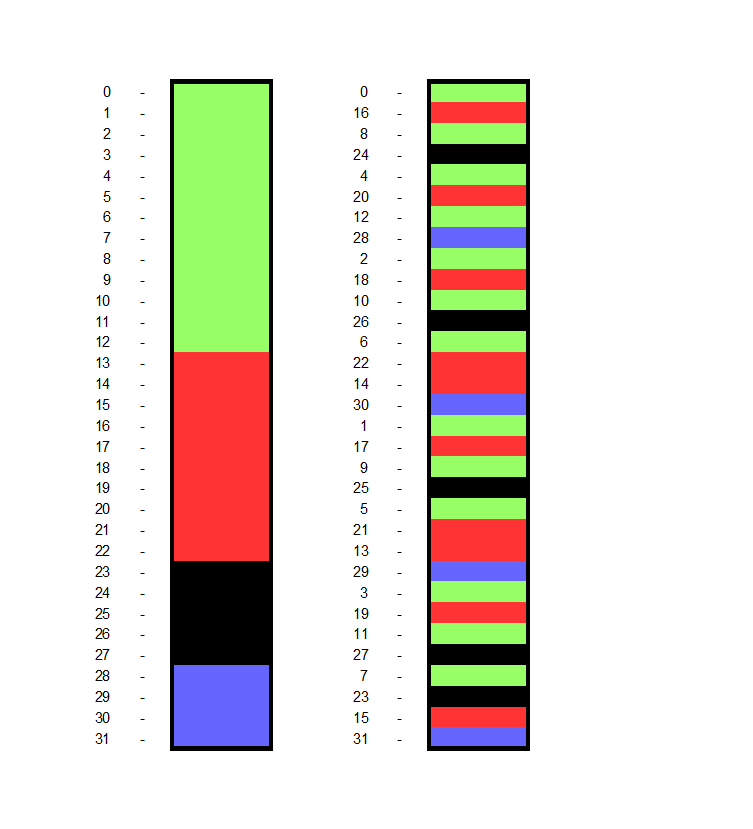 0 - 0 -
1 - 16 -
2 - 8 -
3 - 24 -
4 - 4 -
5 - 20 -
6 - 12 -
7 - 28 -
8 - 2 -
9 - 18 -
10 - 10 -
11 - 26 -
12 - 6 -
13 - 22 -
14 - 14 -
15 - 30 -
16 - 1 -
17 - 17 -
18 - 9 -
19 - 25 -
20 - 5 -
21 - 21 -
22 - 13 -
23 - 29 -
24 - 3 -
25 - 19 -
26 - 11 -
27 - 27 -
28 - 7 -
29 - 23 -
30 - 15 -
31 - 31 -